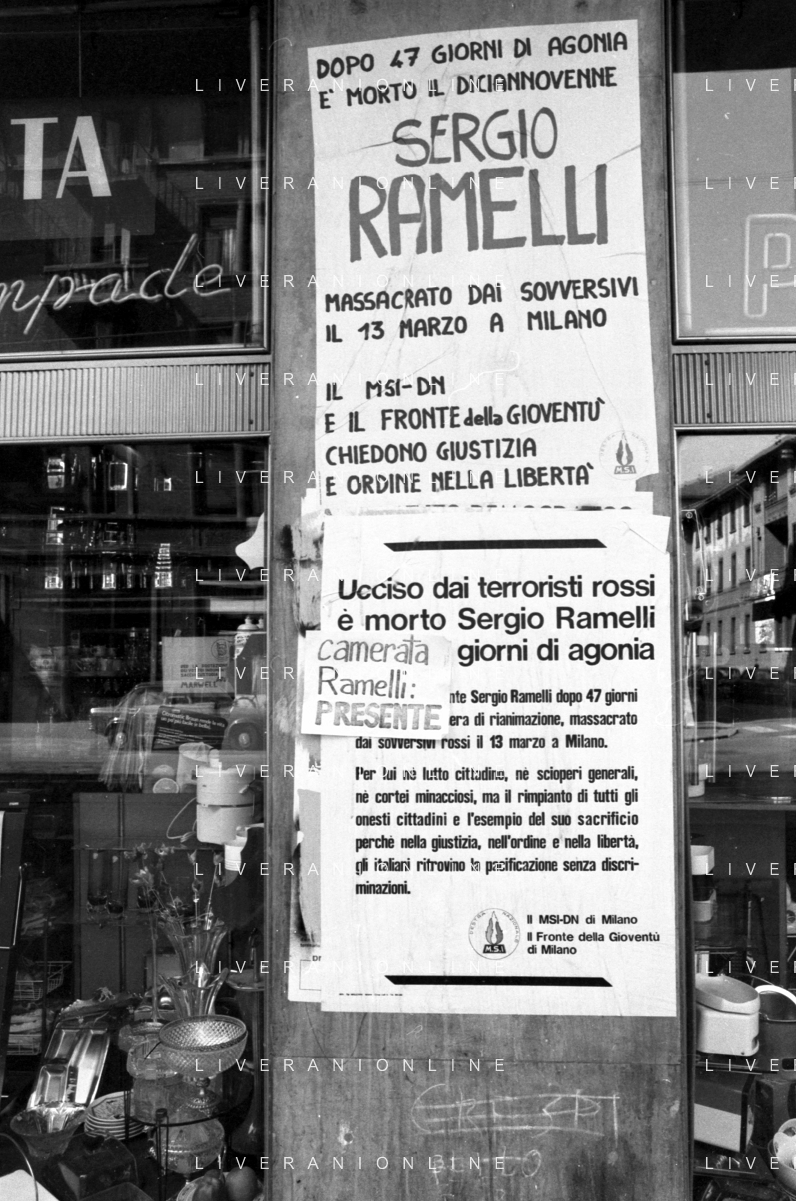 DOPO 47 GIORNI DI AGONIA
E' MORTO IL DICIANNOVENNE
SERGIO
RAMELLI
MASSACRATO DAI SOVVERSIVI
IL 13 MARZO A MILANO
IL MSI-DN
E IL FRONTE della GIOVENTÙ
CHIEDONO GIUSTIZIA
E ORDINE NELLA LIBERTA'
M.S.I.
Ucciso dai terroristi rossi
è morto Sergio Ramelli
giorni di agonia
camerata
Ramelli:
PRESENTE
nte Sergio Ramelli dopo 47 giorni
era di rianimazione, massacrato
dai sovversivi rossi il 13 marzo a Milano.
Per lui nè lutto cittadino, nè scioperi generali,
nè cortei minacciosi, ma il rimpianto di tutti gli
onesti cittadini e l'esempio del suo sacrificio
perchè nella giustizia, nell'ordine e nella libertà,
gli italiani ritrovino la pacificazione senza discri-
minazioni.
DESTRA NAZIONALE
M.S.I.
Il MSI-DN di Milano
Il Fronte della Gioventù
di Milano
TA
mpade
P
LIVERANIONLINE